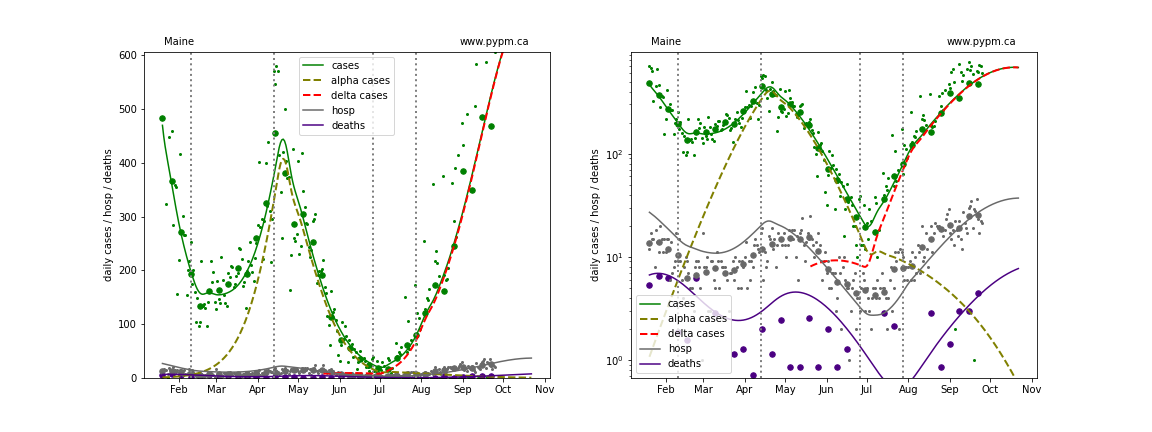 Maine www.pypm.ca
daily cases / hosp / deaths
600
500
400
300
200
100
0
cases
alpha cases
delta cases
hosp
deaths
Feb Mar Apr May Jun Jul Aug Sep Oct Nov
Maine www.pypm.ca
daily cases / hosp / deaths
10²
10¹
10⁰
cases
alpha cases
delta cases
hosp
deaths
Feb Mar Apr May Jun Jul Aug Sep Oct Nov